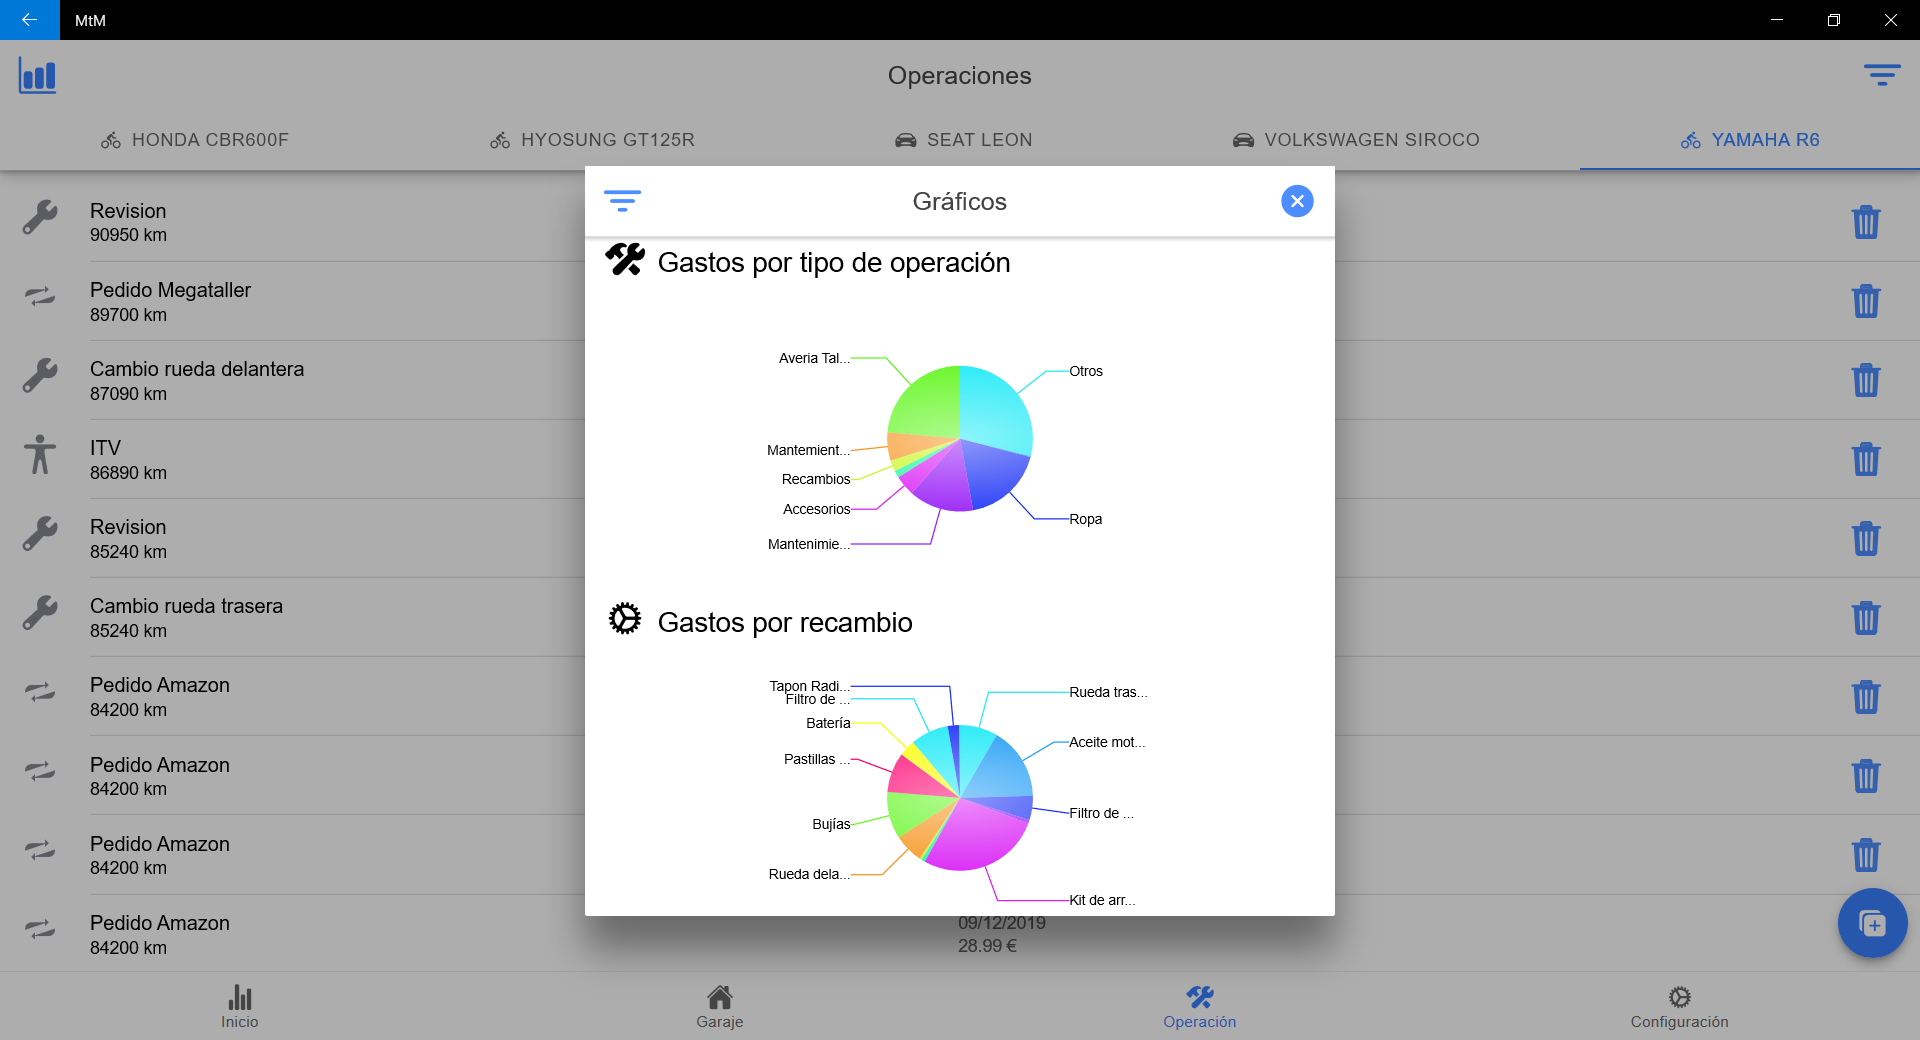 MtM
Operaciones
HONDA CBR600F
HYOSUNG GT125R
SEAT LEON
VOLKSWAGEN SIROCO
YAMAHA R6
Revision
90950 km
Pedido Megataller
89700 km
Cambio rueda delantera
87090 km
ITV
86890 km
Revision
85240 km
Cambio rueda trasera
85240 km
Pedido Amazon
84200 km
Pedido Amazon
84200 km
Pedido Amazon
84200 km
Pedido Amazon
84200 km
09/12/2019
28.99 €
Gráficos
Gastos por tipo de operación
Averia Tal...
Otros
Mantemient...
Recambios
Accesorios
Mantenimie...
Ropa
Gastos por recambio
Tapon Radi...
Filtro de ...
Batería
Pastillas ...
Bujías
Rueda dela...
Rueda tras...
Aceite mot...
Filtro de ...
Kit de arr...
Inicio
Garaje
Operación
Configuración